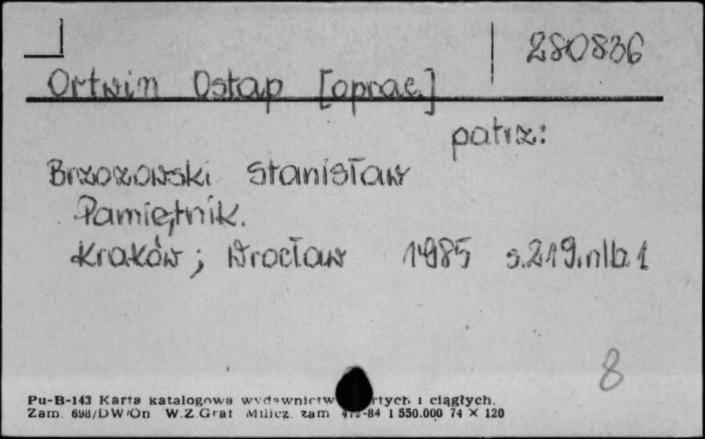 280836
Ortwin Ostap [oprac.]
patrz:
Brzozowski Stanisław
Pamiętnik.
Kraków; Wrocław 1985 s.219,nlb.1
8
Pu-B-143 Karta katalogowa wydawnictw i ciągłych.
Zam. 698/DW/On W.Z.Graf Milicz zam -84 1 550.000 74 × 120